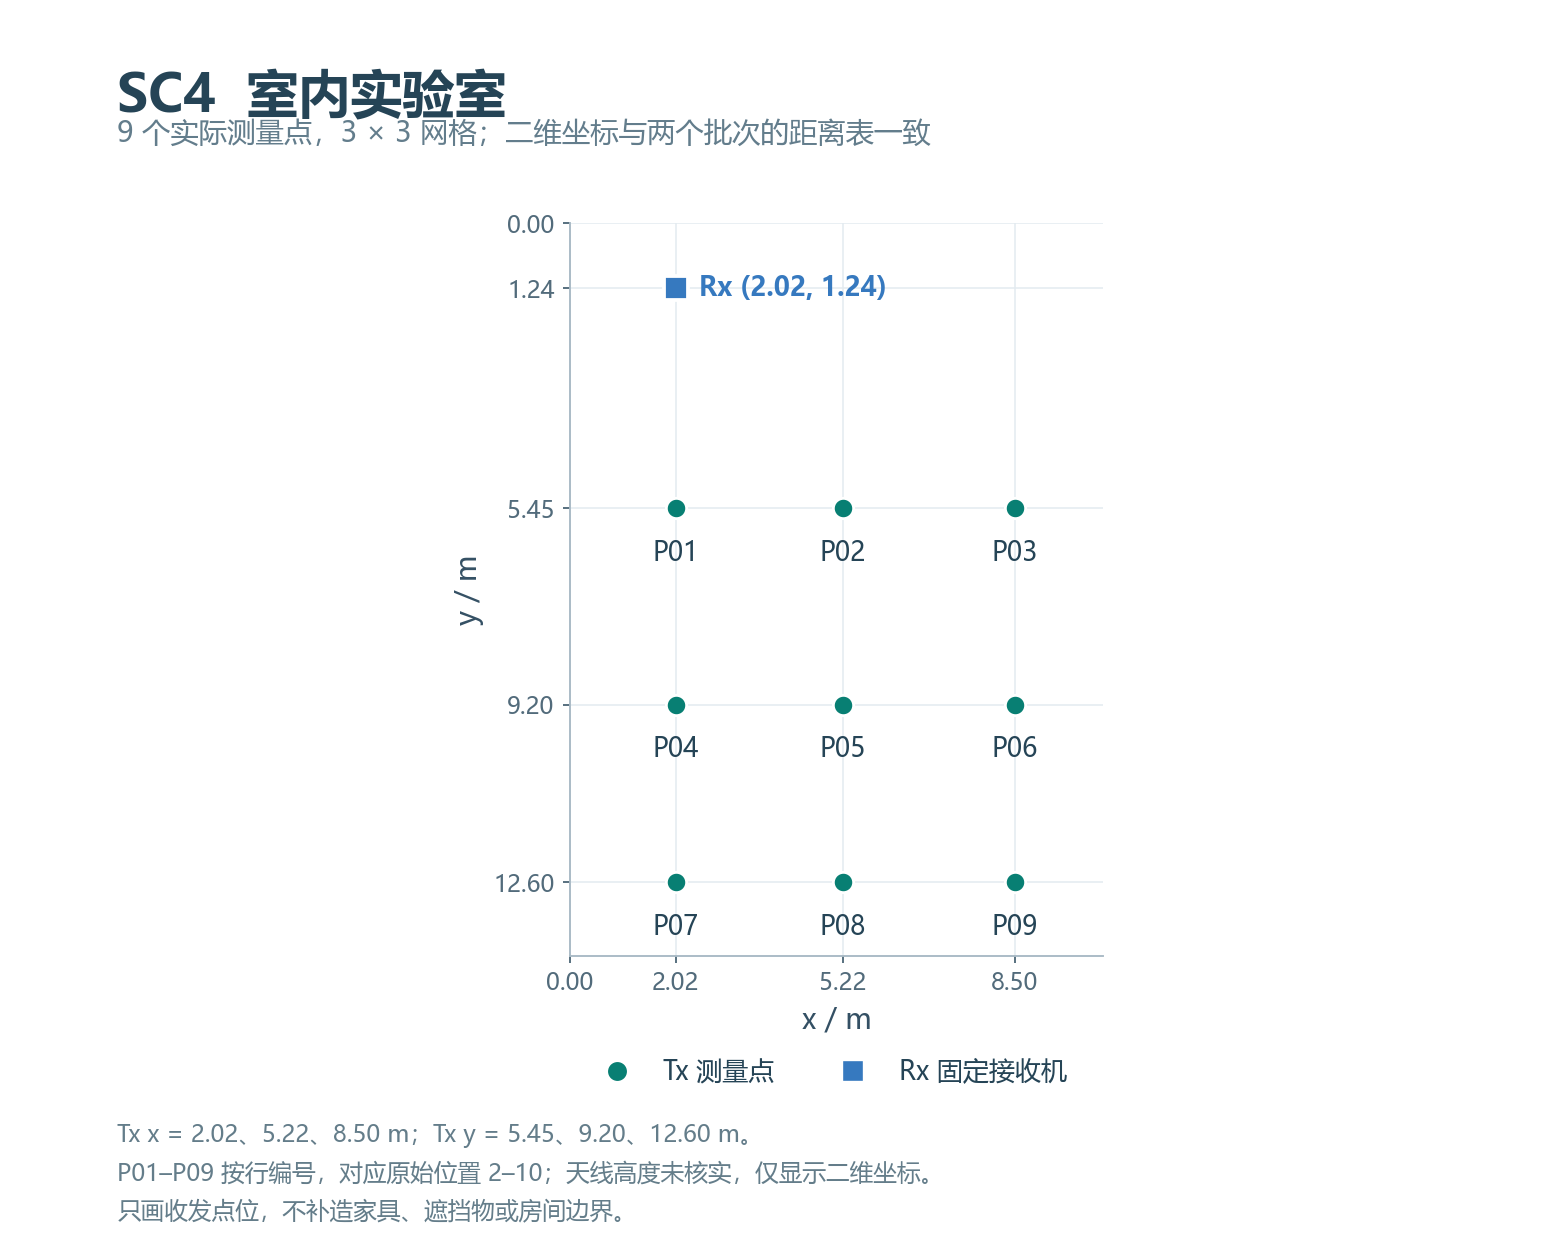 SC4 室内实验室
9 个实际测量点，3 × 3 网格；二维坐标与两个批次的距离表一致
0.00
1.24
Rx (2.02, 1.24)
5.45
P01 P02 P03
y / m
9.20
P04 P05 P06
12.60
P07 P08 P09
0.00 2.02 5.22 8.50
x / m
Tx 测量点 Rx 固定接收机
Tx x = 2.02、5.22、8.50 m；Tx y = 5.45、9.20、12.60 m。
P01–P09 按行编号，对应原始位置 2–10；天线高度未核实，仅显示二维坐标。
只画收发点位，不补造家具、遮挡物或房间边界。